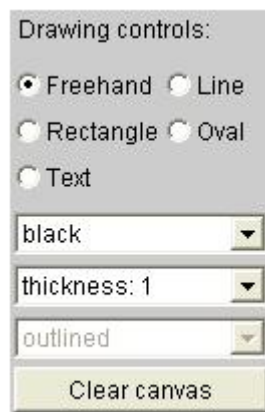 Drawing controls:
Freehand Line
Rectangle Oval
Text
black
thickness: 1
outlined
Clear canvas